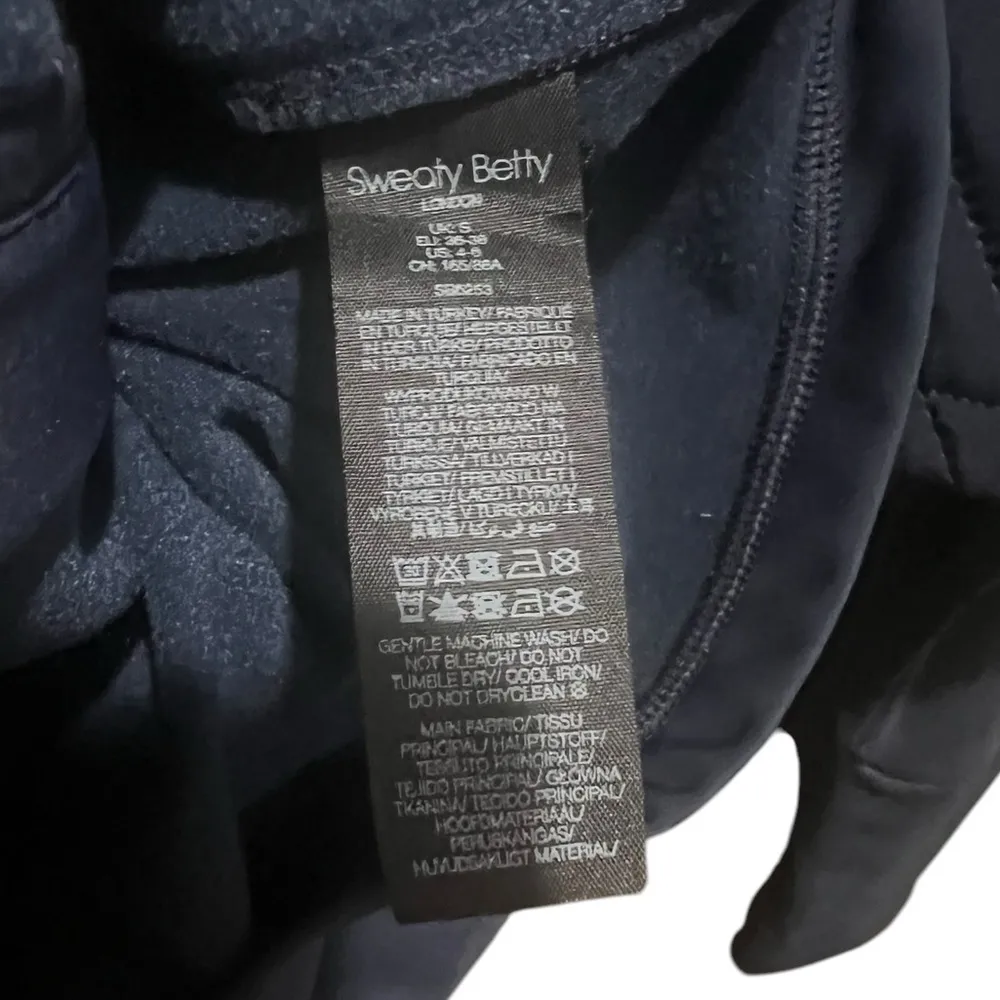 Sweaty Betty
LONDON
UK: S
EU: 36-38
US: 4-6
CH: 165/88A
MADE IN TURKEY/ FABRIQUÉ
EN TURQUIE/ HERGESTELLT
IN DER TURKEY/ PRODOTTO
IN TURCHIA/ FABRICADO EN
TURQUIA/
WYPRODUKOWANO W
TURCJI/ FABRICADO NA
TURQUIA/ GEMAAKT IN
TURKIJE/ VALMISTETTU
TURKISSA/ TILLVERKAD I
TURKIET/ FREMSTILLET I
TYRKIET/ LAGET I TYRKIA/
VYROBENÉ V TURECKU/
30
GENTLE MACHINE WASH/ DO
NOT BLEACH/ DO NOT
TUMBLE DRY/ COOL IRON/
DO NOT DRYCLEAN
MAIN FABRIC/ TISSU
PRINCIPAL/ HAUPTSTOFF/
TESSUTO PRINCIPALE/
TEJIDO PRINCIPAL/ GŁÓWNA
TKANINA/ TECIDO PRINCIPAL/
HOOFDMATERIAAL/
PERUSKANGAS/
HUVUDSAKLIGT MATERIAL/